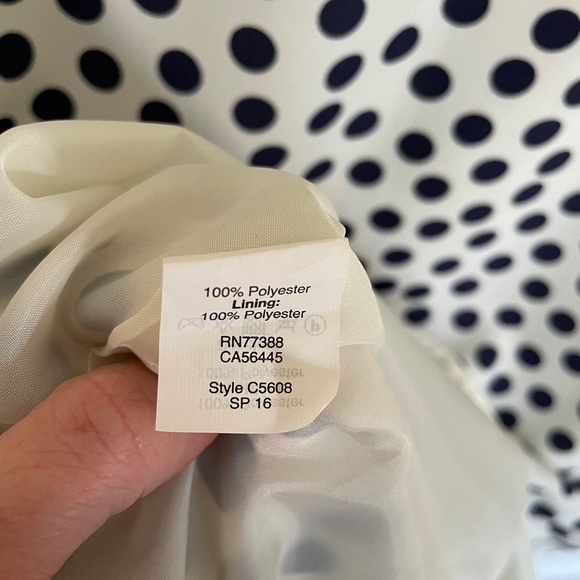 100% Polyester
Lining:
100% Polyester
RN77388
CA56445
Style C5608
SP 16